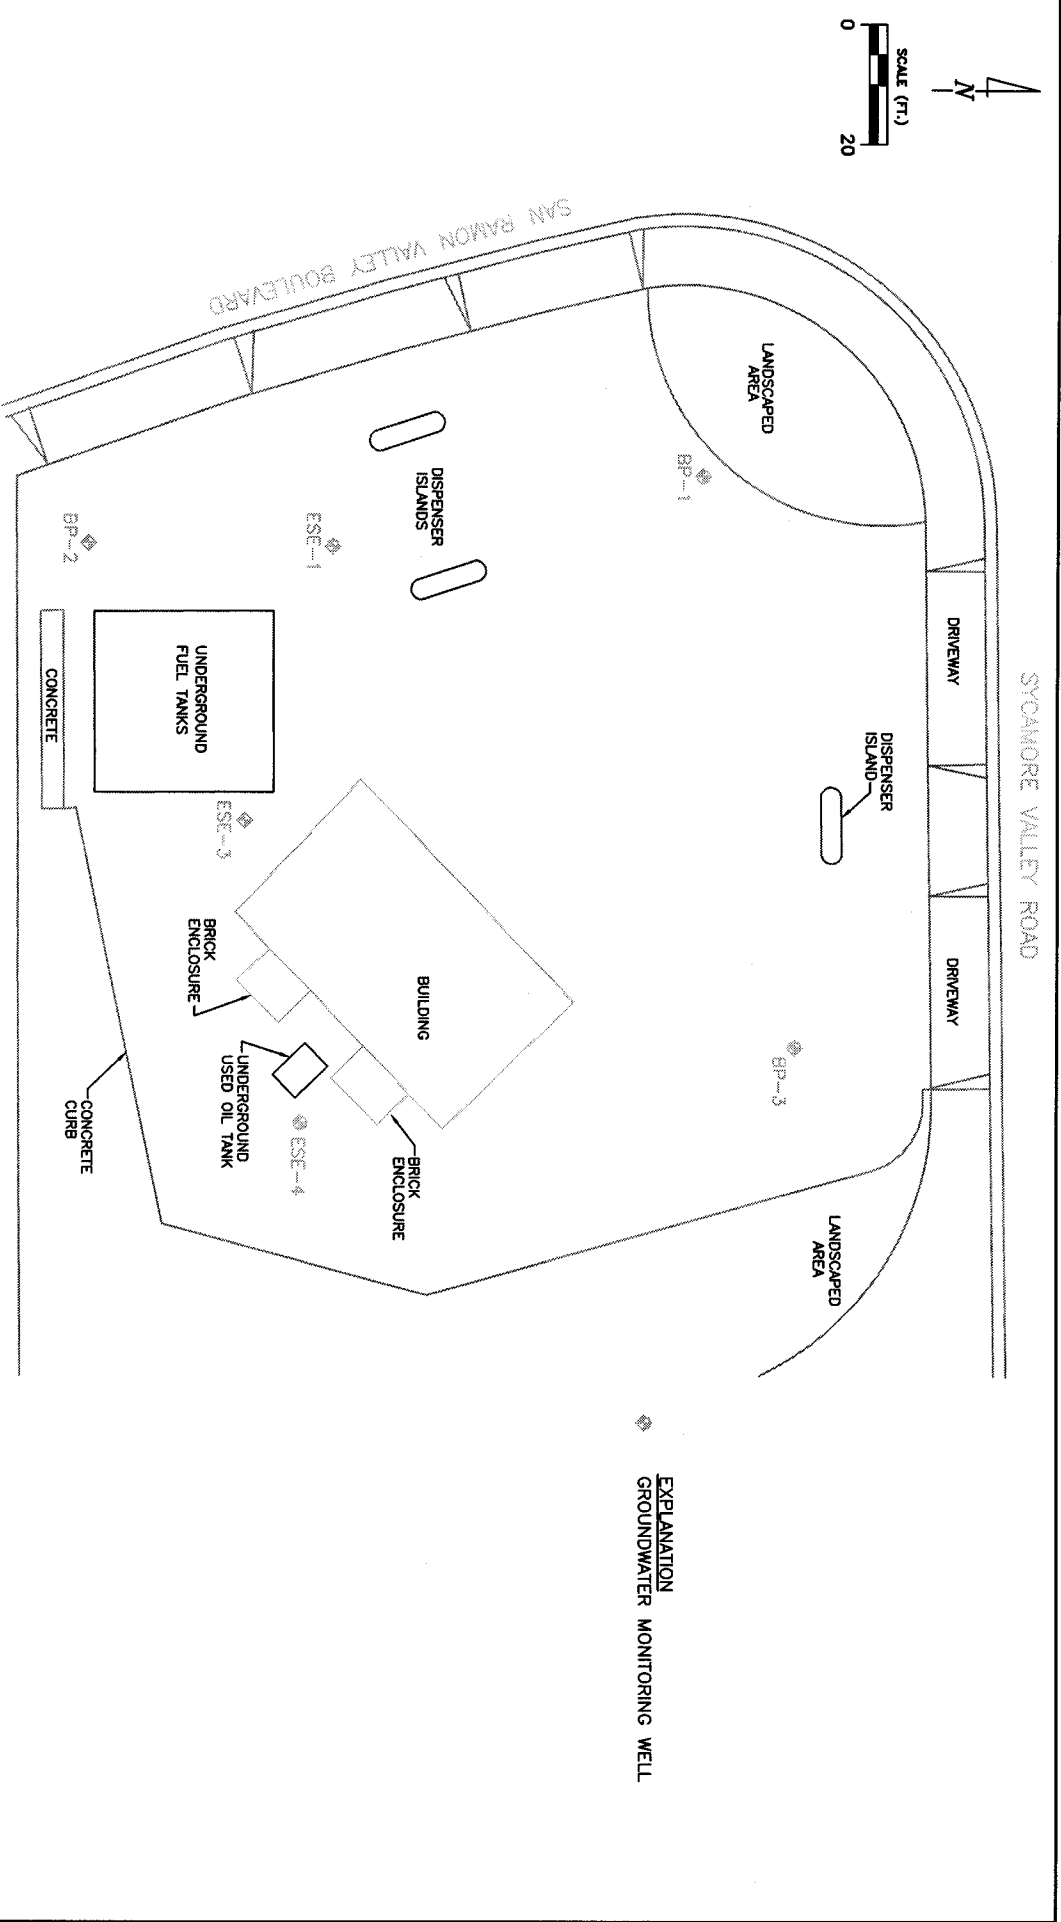 SYCAMORE VALLEY ROAD
SAN RAMON VALLEY BOULEVARD
N
SCALE (FT.)
0
20
DRIVEWAY
DRIVEWAY
LANDSCAPED
AREA
DISPENSER
ISLAND
LANDSCAPED
AREA
BP-1
BP-3
DISPENSER
ISLANDS
BUILDING
BRICK
ENCLOSURE
ESE-1
ESE-4
UNDERGROUND
USED OIL TANK
ESE-3
BRICK
ENCLOSURE
UNDERGROUND
FUEL TANKS
BP-2
CONCRETE
CONCRETE
CURB
EXPLANATION
GROUNDWATER MONITORING WELL